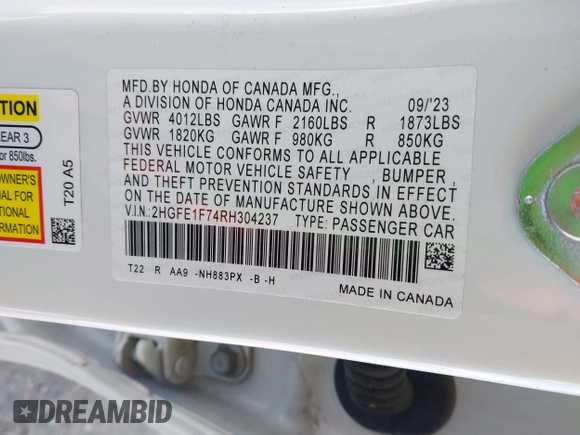 MFD.BY HONDA OF CANADA MFG.,
A DIVISION OF HONDA CANADA INC. 09/'23
GVWR 4012LBS GAWR F 2160LBS R 1873LBS
GVWR 1820KG GAWR F 980KG R 850KG
THIS VEHICLE CONFORMS TO ALL APPLICABLE
FEDERAL MOTOR VEHICLE SAFETY , BUMPER ,
AND THEFT PREVENTION STANDARDS IN EFFECT
ON THE DATE OF MANUFACTURE SHOWN ABOVE.
V.I.N.:2HGFE1F74RH304237 TYPE: PASSENGER CAR
T22 R AA9 -NH883PX -B -H
MADE IN CANADA
TION
EAR 3
or 850lbs.
OWNER'S
NUAL FOR
ITIONAL
RMATION
T20 A5
DREAMBID